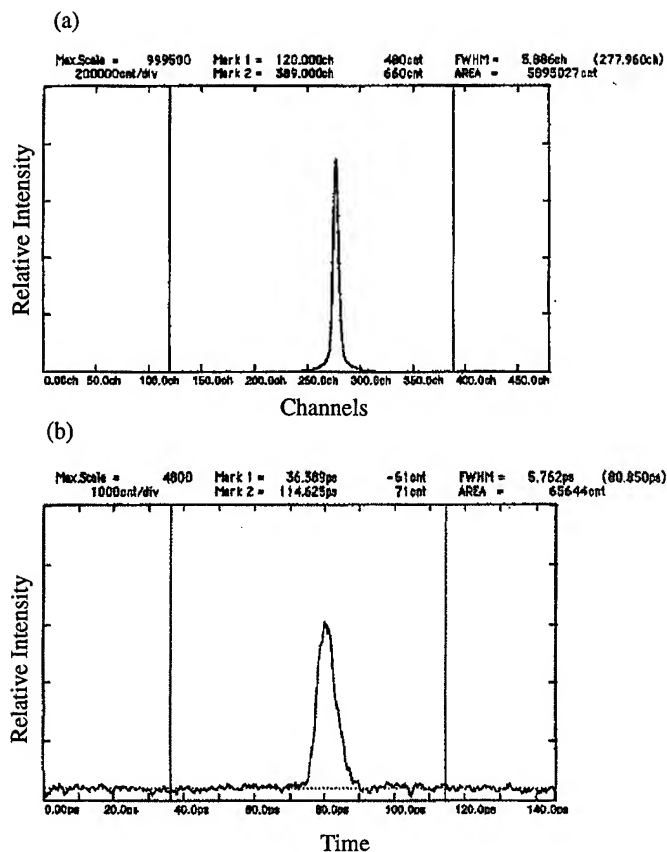 (a)
Max.Scale = 999500 Mark 1 = 120.000ch 480cnt FWHM = 5.886ch (277.960ch)
200000cnt/div Mark 2 = 389.000ch 660cnt AREA = 5895027cnt
Relative Intensity
0.00ch 50.0ch 100.0ch 150.0ch 200.0ch 250.0ch 300.0ch 350.0ch 400.0ch 450.0ch
Channels
(b)
Max.Scale = 4800 Mark 1 = 36.389ps -61cnt FWHM = 5.762ps (80.850ps)
1000cnt/div Mark 2 = 114.625ps 71cnt AREA = 65644cnt
Relative Intensity
0.00ps 20.0ps 40.0ps 60.0ps 80.0ps 100.0ps 120.0ps 140.0ps
Time